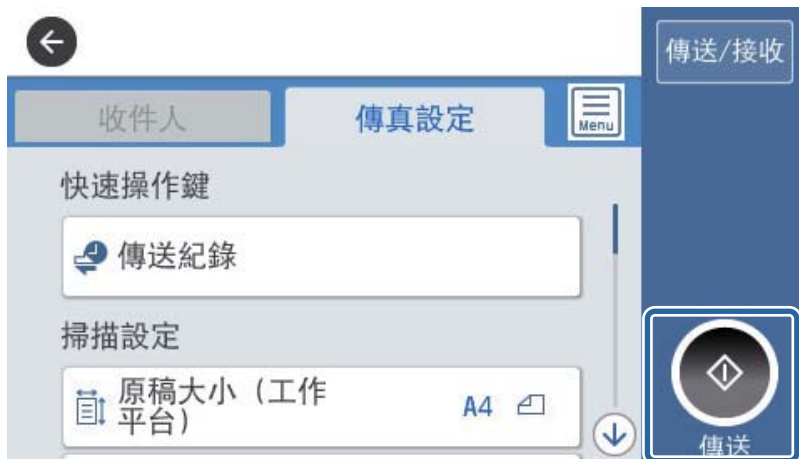 傳送/接收
收件人
傳真設定
Menu
快速操作鍵
傳送紀錄
掃描設定
原稿大小（工作
平台）
A4
傳送